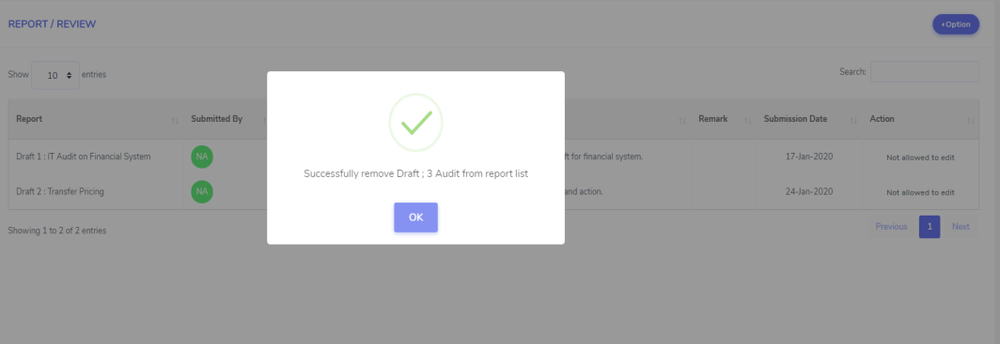 REPORT / REVIEW
+Option
Show 10 entries
Search:
Report Submitted By Remark Submission Date Action
Draft 1 : IT Audit on Financial System NA ft for financial system. 17-Jan-2020 Not allowed to edit
Draft 2 : Transfer Pricing NA and action. 24-Jan-2020 Not allowed to edit
Successfully remove Draft ; 3 Audit from report list
OK
Showing 1 to 2 of 2 entries
Previous 1 Next